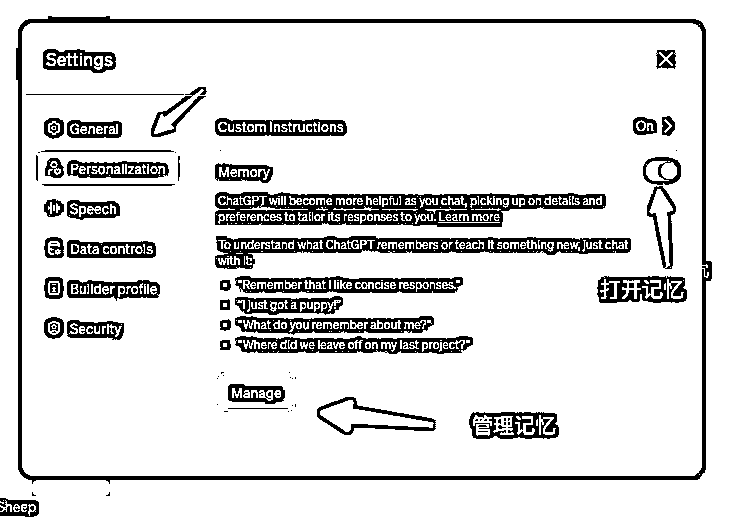 Settings
General
Personalization
Speech
Data controls
Builder profile
Security
Custom Instructions
On
Memory
ChatGPT will become more helpful as you chat, picking up on details and
preferences to tailor its responses to you. Learn more
To understand what ChatGPT remembers or teach it something new, just chat
with it:
"Remember that I like concise responses."
"I just got a puppy!"
"What do you remember about me?"
"Where did we leave off on my last project?"
Manage
打开记忆
管理记忆
Sheep